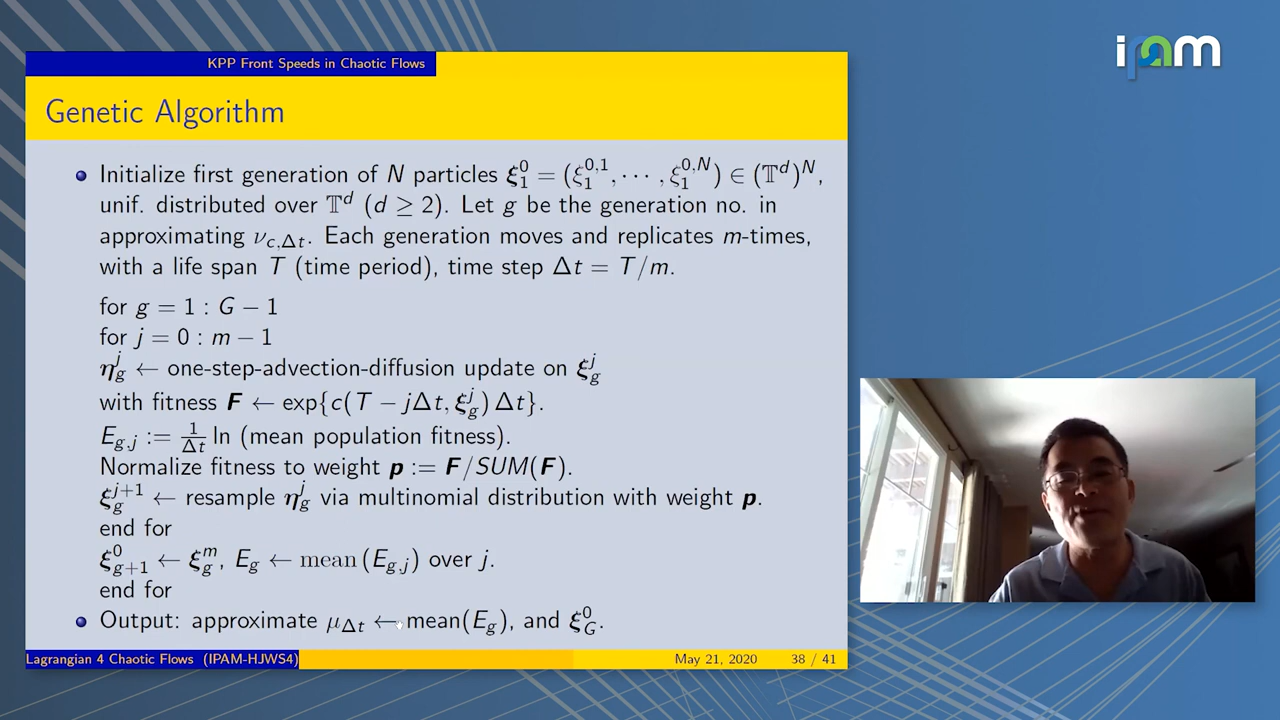 ipam
KPP Front Speeds in Chaotic Flows
Genetic Algorithm
Initialize first generation of N particles ξ₁⁰ = (ξ₁^{0,1}, ⋯ , ξ₁^{0,N}) ∈ (𝕋^d)^N,
unif. distributed over 𝕋^d (d ≥ 2). Let g be the generation no. in
approximating ν_{c,Δt}. Each generation moves and replicates m-times,
with a life span T (time period), time step Δt = T/m.
for g = 1 : G − 1
for j = 0 : m − 1
η_g^j ← one-step-advection-diffusion update on ξ_g^j
with fitness F ← exp{c(T − jΔt, ξ_g^j) Δt}.
E_{g,j} := 1/Δt ln (mean population fitness).
Normalize fitness to weight p := F/SUM(F).
ξ_g^{j+1} ← resample η_g^j via multinomial distribution with weight p.
end for
ξ_{g+1}^0 ← ξ_g^m, E_g ← mean (E_{g,j}) over j.
end for
Output: approximate μ_{Δt} ← mean(E_g), and ξ_G^0.
Lagrangian 4 Chaotic Flows (IPAM-HJWS4)
May 21, 2020 38 / 41